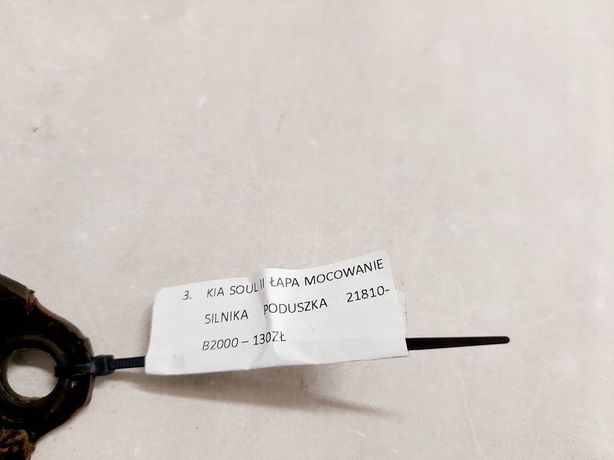 3. KIA SOUL II ŁAPA MOCOWANIE
SILNIKA PODUSZKA 21810-
B2000 – 130ZŁ